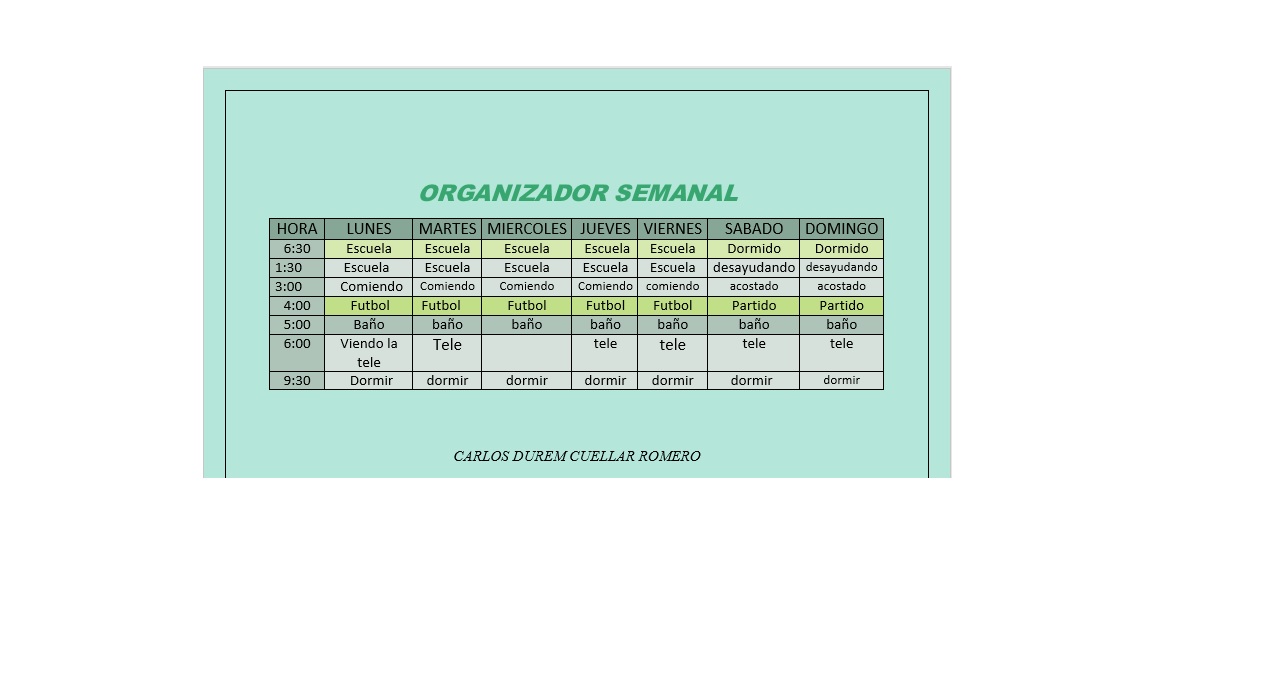 ORGANIZADOR SEMANAL
HORA LUNES MARTES MIERCOLES JUEVES VIERNES SABADO DOMINGO
6:30 Escuela Escuela Escuela Escuela Escuela Dormido Dormido
1:30 Escuela Escuela Escuela Escuela Escuela desayudando desayudando
3:00 Comiendo Comiendo Comiendo Comiendo comiendo acostado acostado
4:00 Futbol Futbol Futbol Futbol Futbol Partido Partido
5:00 Baño baño baño baño baño baño baño
6:00 Viendo la Tele tele tele tele tele
tele
9:30 Dormir dormir dormir dormir dormir dormir dormir
CARLOS DUREM CUELLAR ROMERO